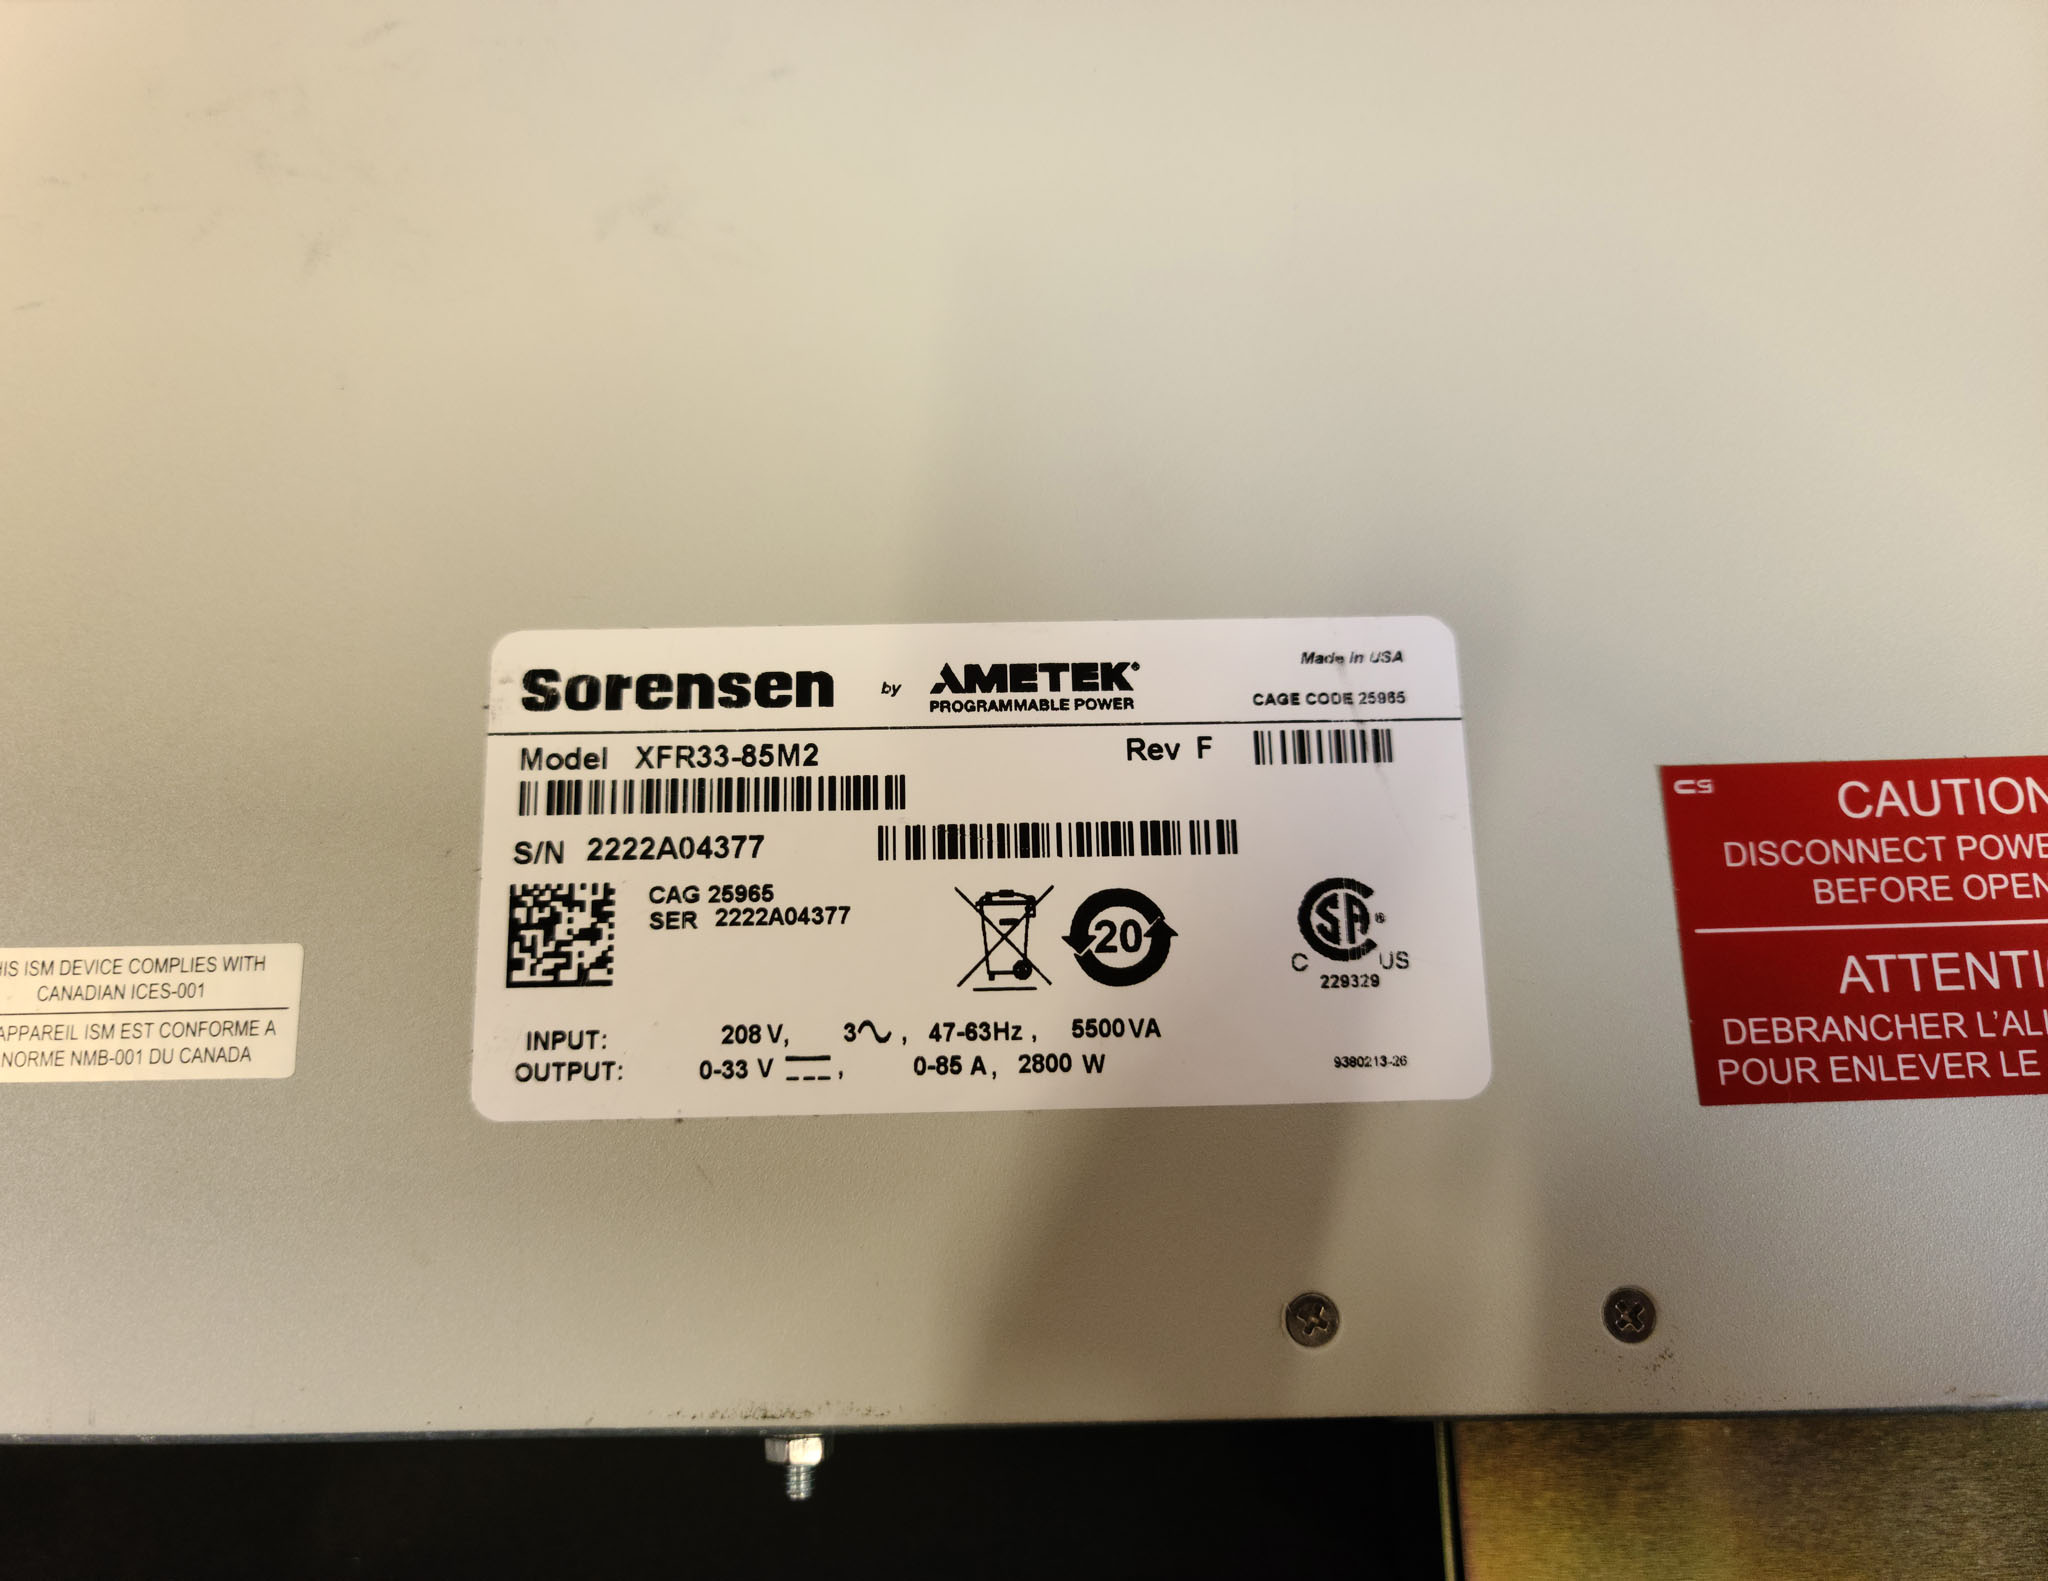 Sorensen by AMETEK®
PROGRAMMABLE POWER
Made in USA
CAGE CODE 25965
Model XFR33-85M2
Rev F
S/N 2222A04377
CAG 25965
SER 2222A04377
20
SA®
C US
229329
INPUT: 208 V, 3∿, 47-63Hz, 5500VA
OUTPUT: 0-33 V ⎓, 0-85 A, 2800 W
9380213-26
ISM DEVICE COMPLIES WITH
CANADIAN ICES-001
APPAREIL ISM EST CONFORME A
NORME NMB-001 DU CANADA
CAUTION
DISCONNECT POWE
BEFORE OPEN
ATTENTI
DEBRANCHER L'ALI
POUR ENLEVER LE